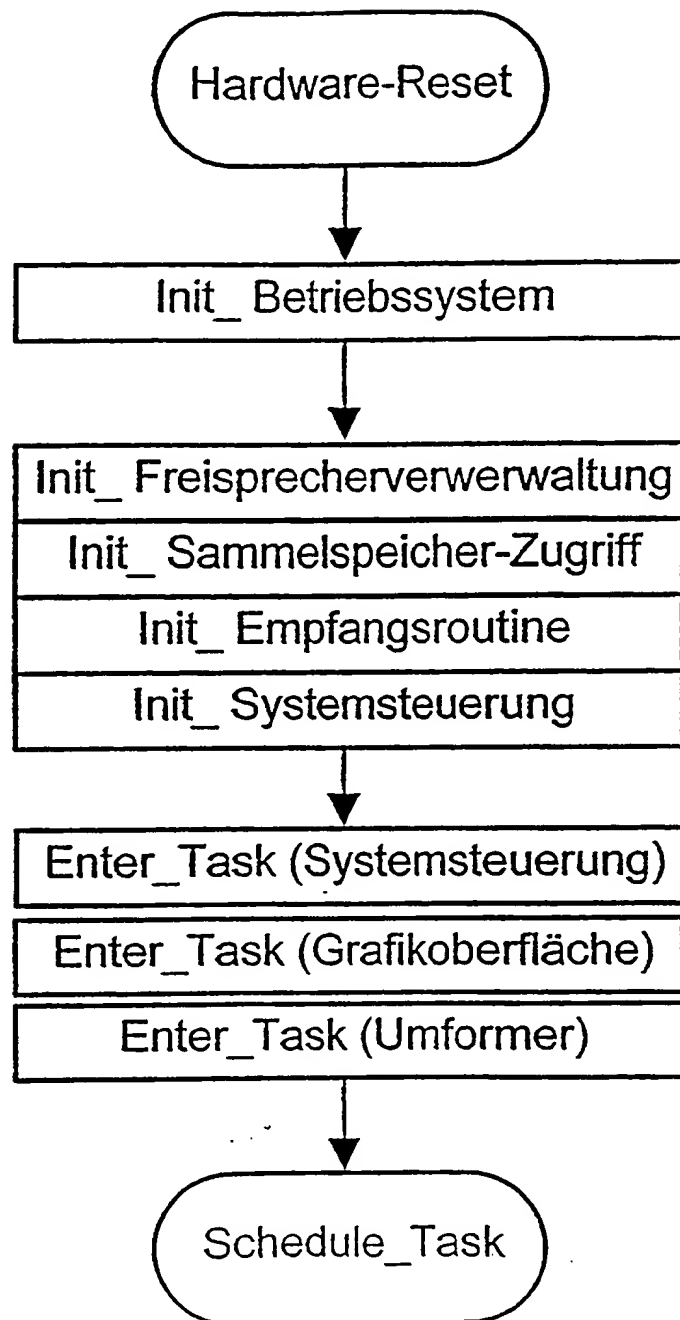 Hardware-Reset
Init_ Betriebssystem
Init_ Freisprecherverwerwaltung
Init_ Sammelspeicher-Zugriff
Init_ Empfangsroutine
Init_ Systemsteuerung
Enter_Task (Systemsteuerung)
Enter_Task (Grafikoberfläche)
Enter_Task (Umformer)
Schedule_Task